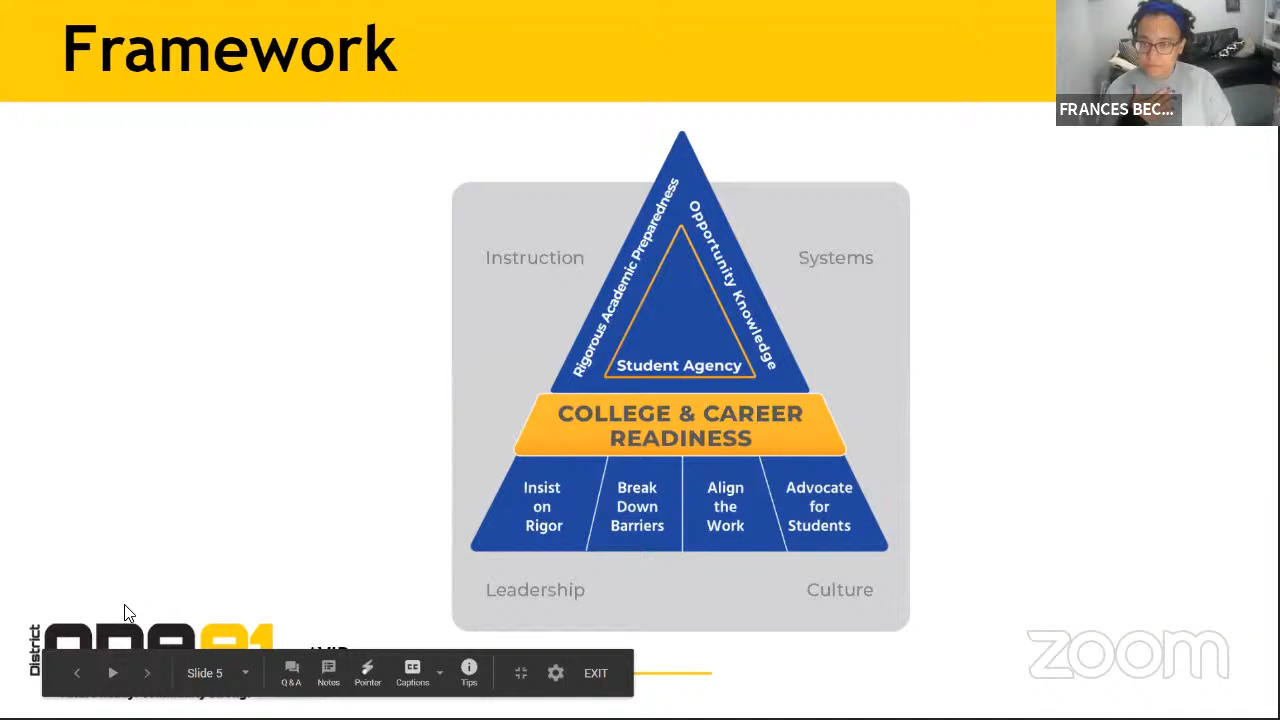 Framework
FRANCES BEC...
Instruction
Systems
Rigorous Academic Preparedness
Opportunity Knowledge
Student Agency
COLLEGE & CAREER
READINESS
Insist
on
Rigor
Break
Down
Barriers
Align
the
Work
Advocate
for
Students
Leadership
Culture
District
Slide 5
Q & A
Notes
Pointer
CC
Captions
Tips
EXIT
zoom